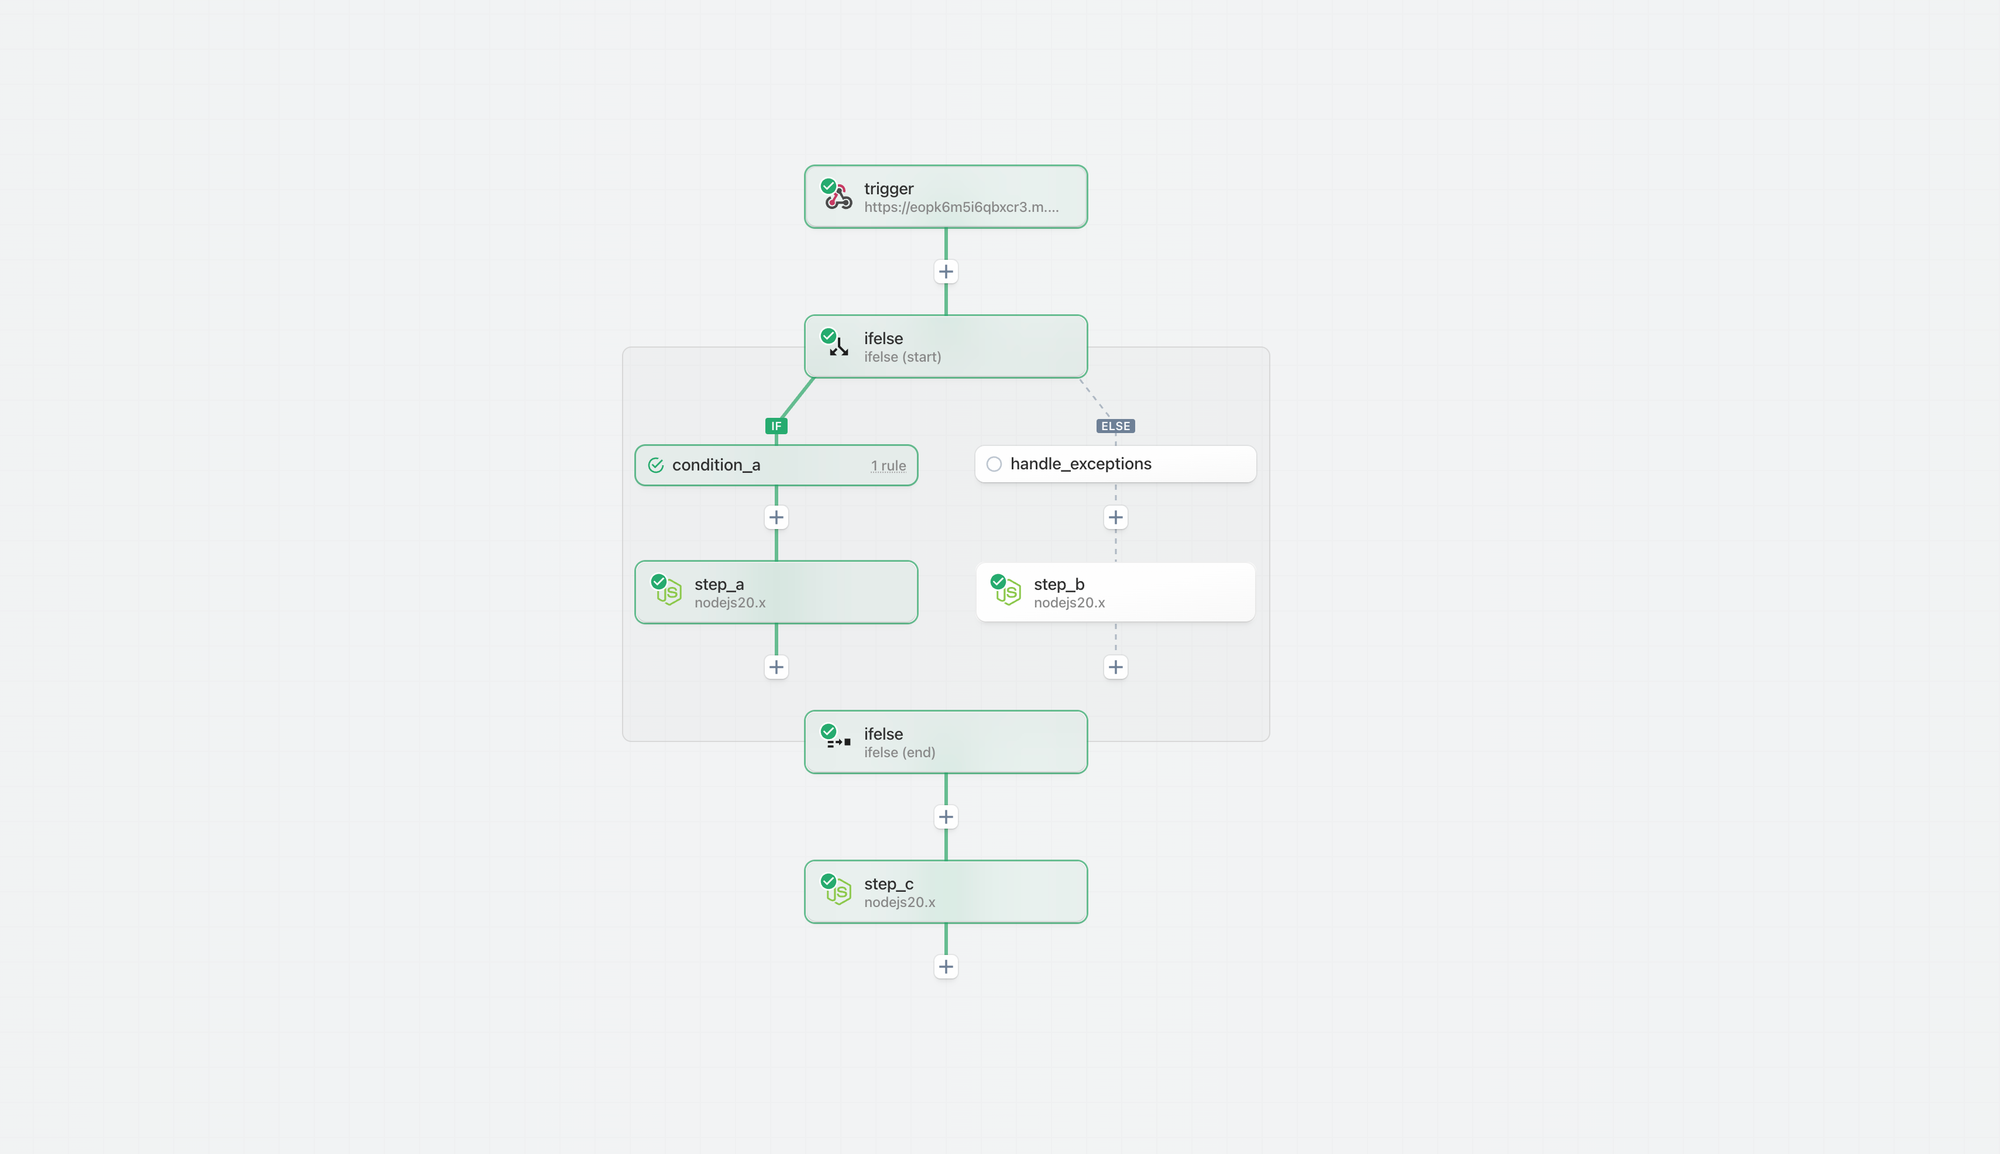 trigger
https://eopk6m5i6qbxcr3.m....
ifelse
ifelse (start)
IF
ELSE
condition_a
1 rule
handle_exceptions
step_a
nodejs20.x
step_b
nodejs20.x
ifelse
ifelse (end)
step_c
nodejs20.x